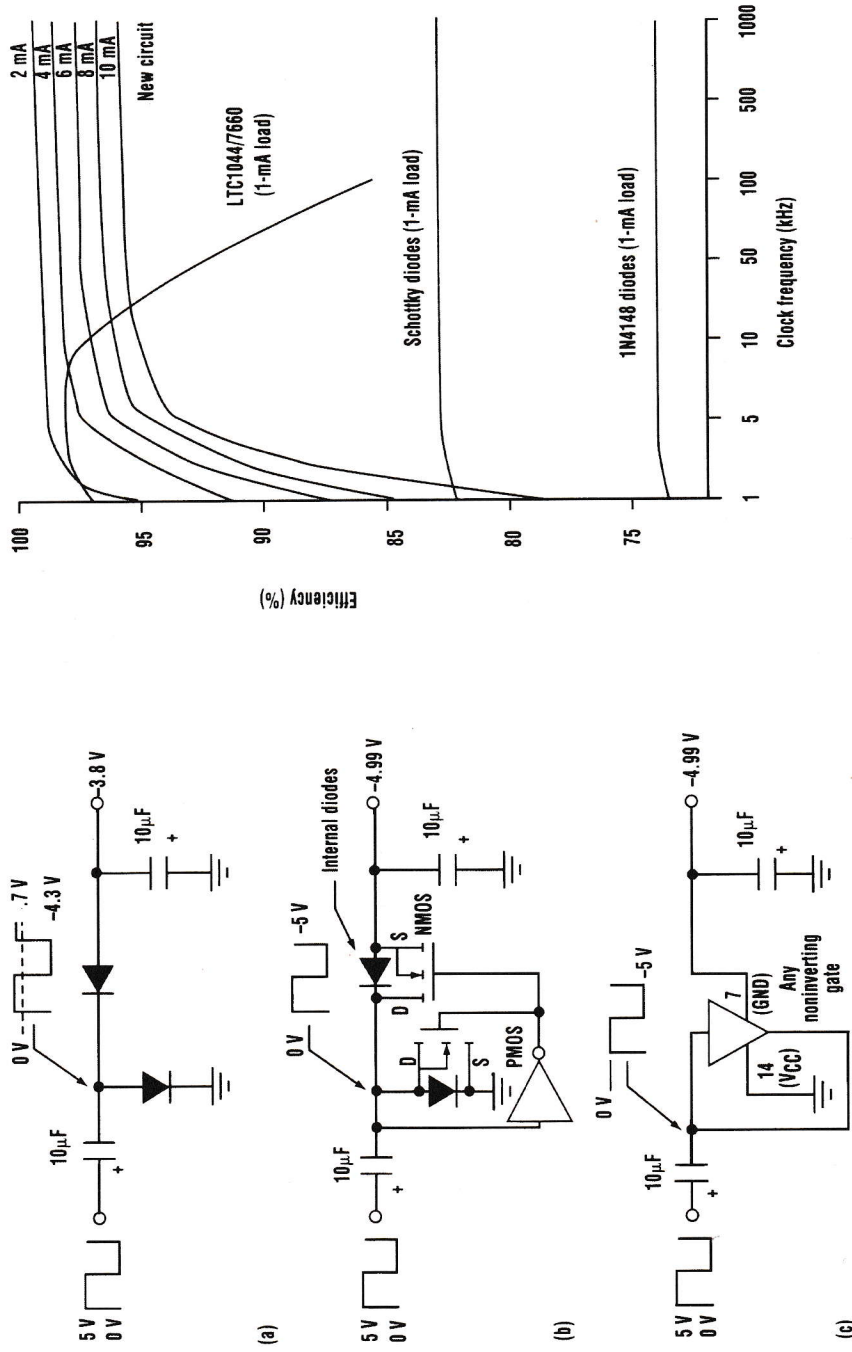 5 V
0 V
10µF
+
0 V
.7 V
−4.3 V
−3.8 V
10µF
+
(a)
5 V
0 V
10µF
+
0 V
−5 V
Internal diodes
−4.99 V
D
S
NMOS
D
S
PMOS
10µF
+
(b)
5 V
0 V
10µF
+
0 V
−5 V
−4.99 V
14
(VCC)
7
(GND)
Any
noninverting
gate
10µF
+
(c)
Efficiency (%)
100
95
90
85
80
75
2 mA
4 mA
6 mA
8 mA
10 mA
New circuit
LTC1044/7660
(1-mA load)
Schottky diodes (1-mA load)
1N4148 diodes (1-mA load)
1
5
10
50
100
500
1000
Clock frequency (kHz)